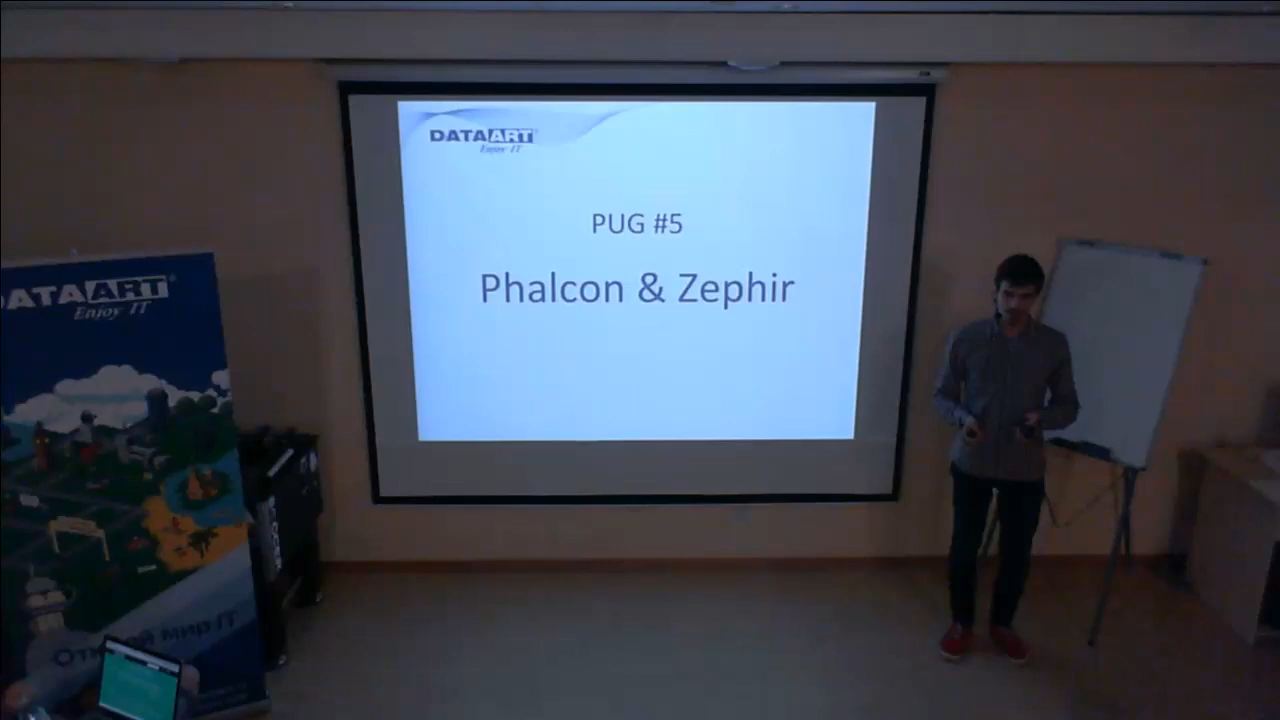 DATAART
Enjoy IT
PUG #5
Phalcon & Zephir
DATAART
Enjoy IT
Открой мир IT